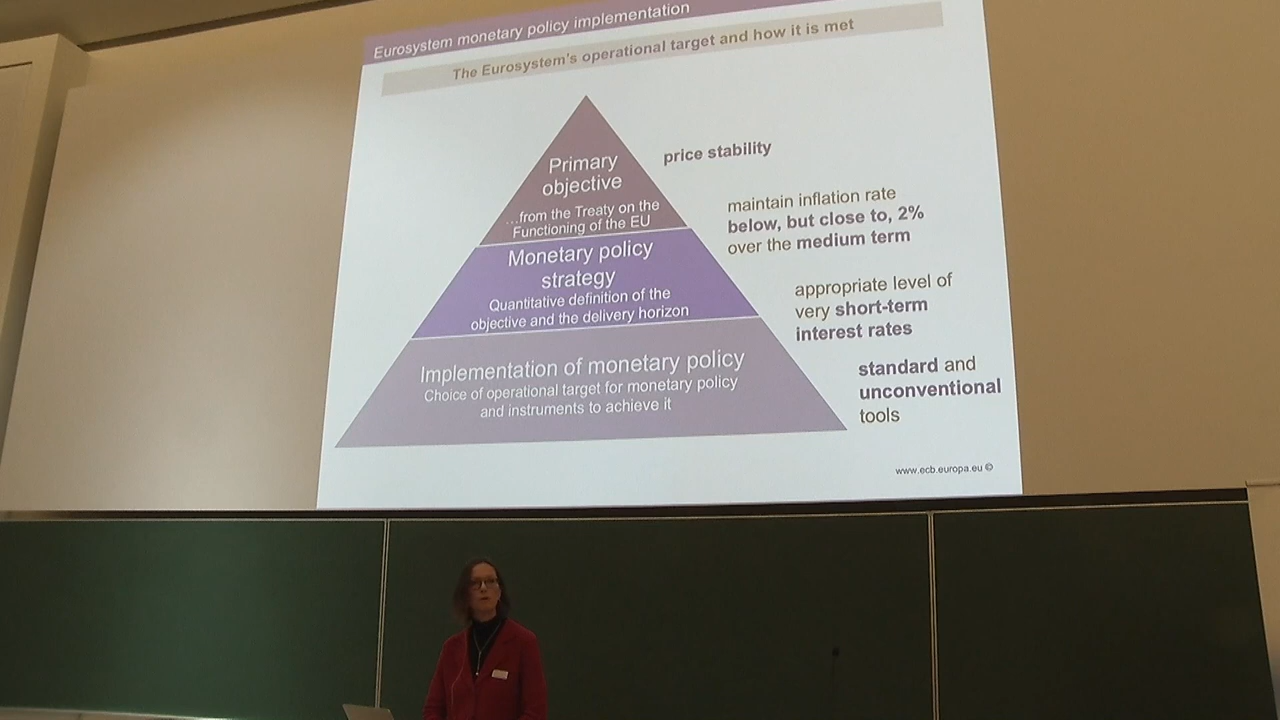 Eurosystem monetary policy implementation
The Eurosystem's operational target and how it is met
Primary
objective
...from the Treaty on the
Functioning of the EU
price stability
Monetary policy
strategy
Quantitative definition of the
objective and the delivery horizon
maintain inflation rate
below, but close to, 2%
over the medium term
Implementation of monetary policy
Choice of operational target for monetary policy
and instruments to achieve it
appropriate level of
very short-term
interest rates
standard and
unconventional
tools
www.ecb.europa.eu ©